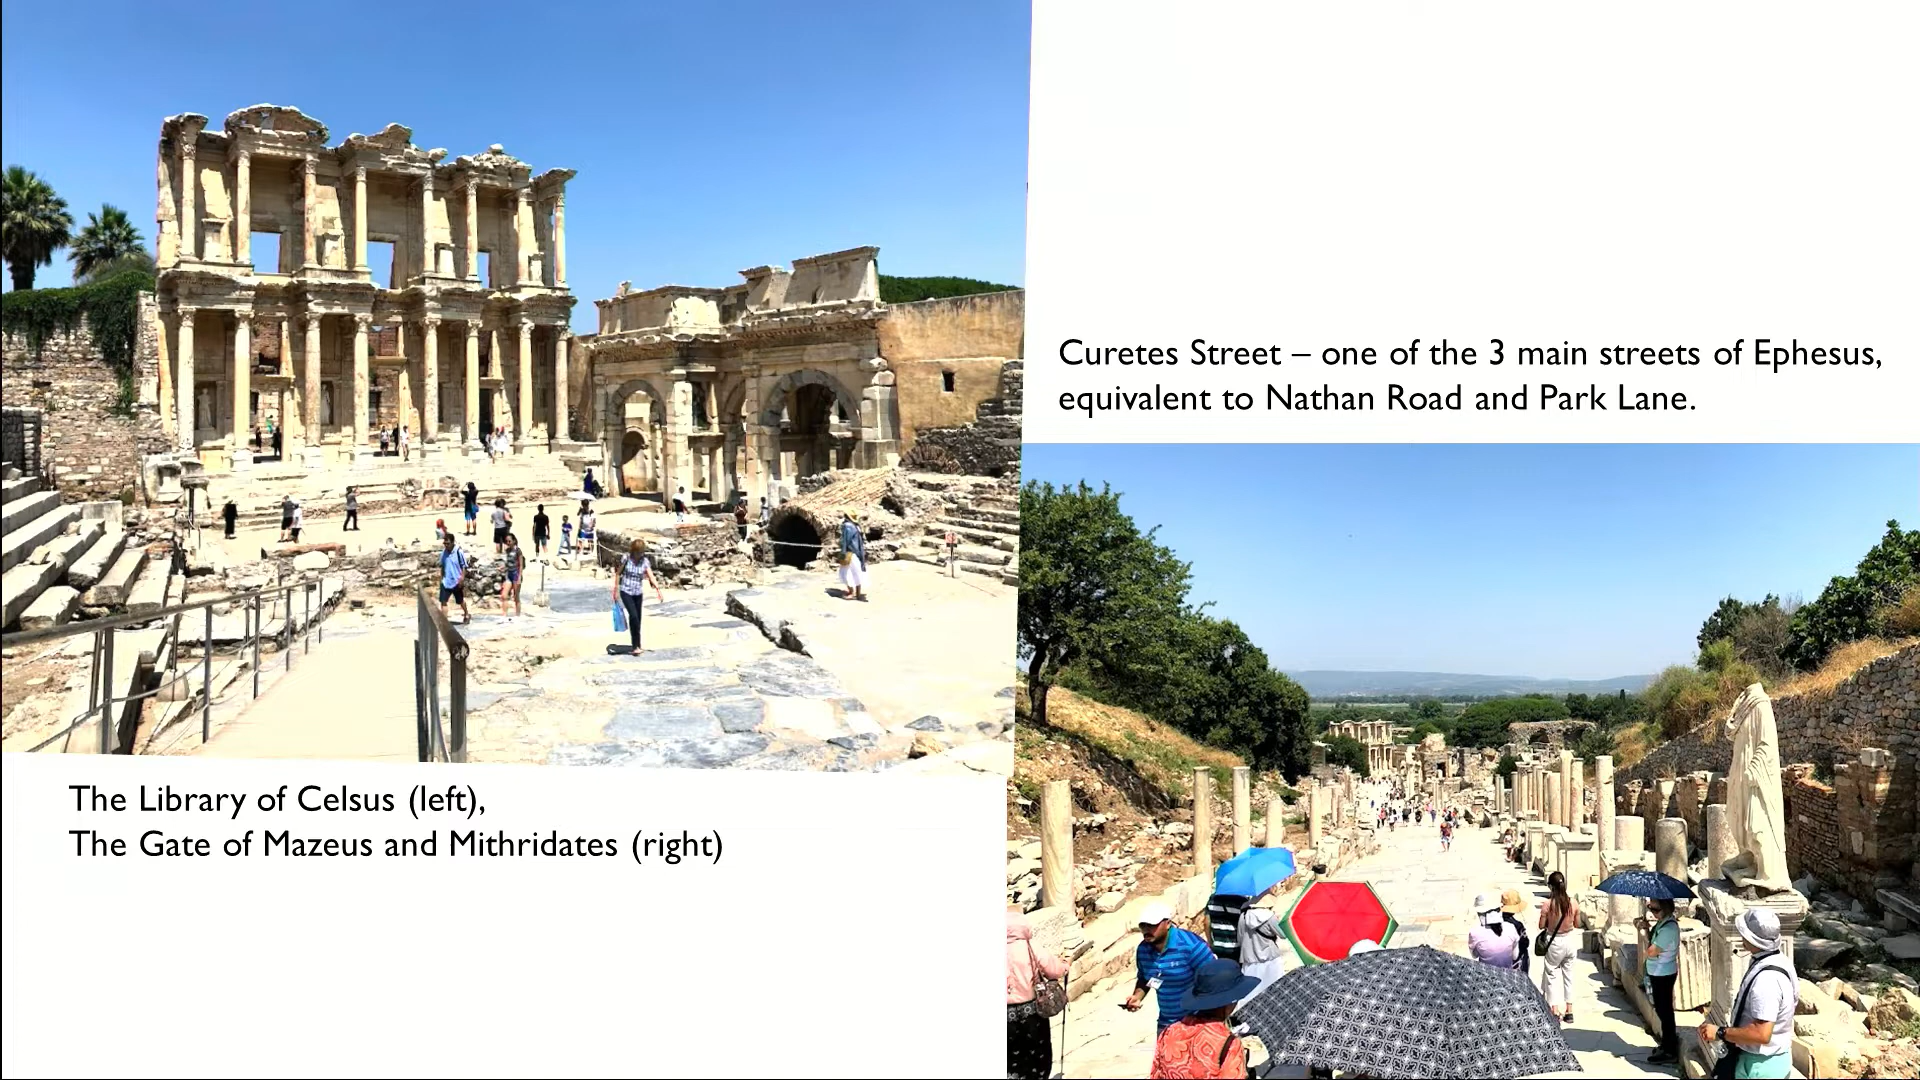 Curetes Street – one of the 3 main streets of Ephesus,
equivalent to Nathan Road and Park Lane.
The Library of Celsus (left),
The Gate of Mazeus and Mithridates (right)